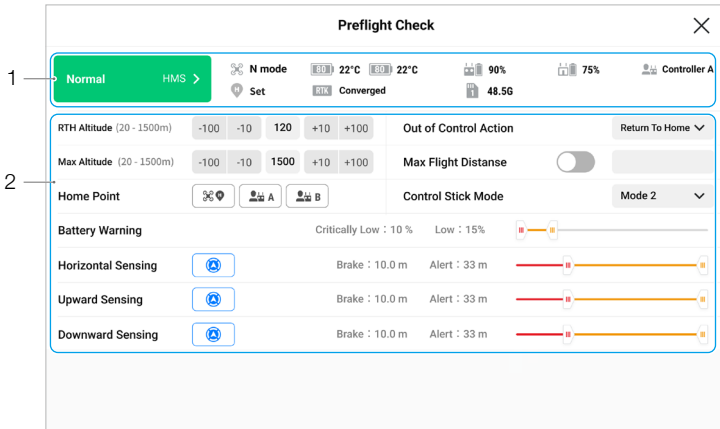 Preflight Check
1
Normal HMS
N mode 80 22°C 80 22°C 90% 75% Controller A
H Set RTK Converged 1 48.5G
2
RTH Altitude (20 - 1500m) -100 -10 120 +10 +100 Out of Control Action Return To Home
Max Altitude (20 - 1500m) -100 -10 1500 +10 +100 Max Flight Distanse
Home Point H A B Control Stick Mode Mode 2
Battery Warning Critically Low : 10 % Low : 15%
Horizontal Sensing Brake : 10.0 m Alert : 33 m
Upward Sensing Brake : 10.0 m Alert : 33 m
Downward Sensing Brake : 10.0 m Alert : 33 m